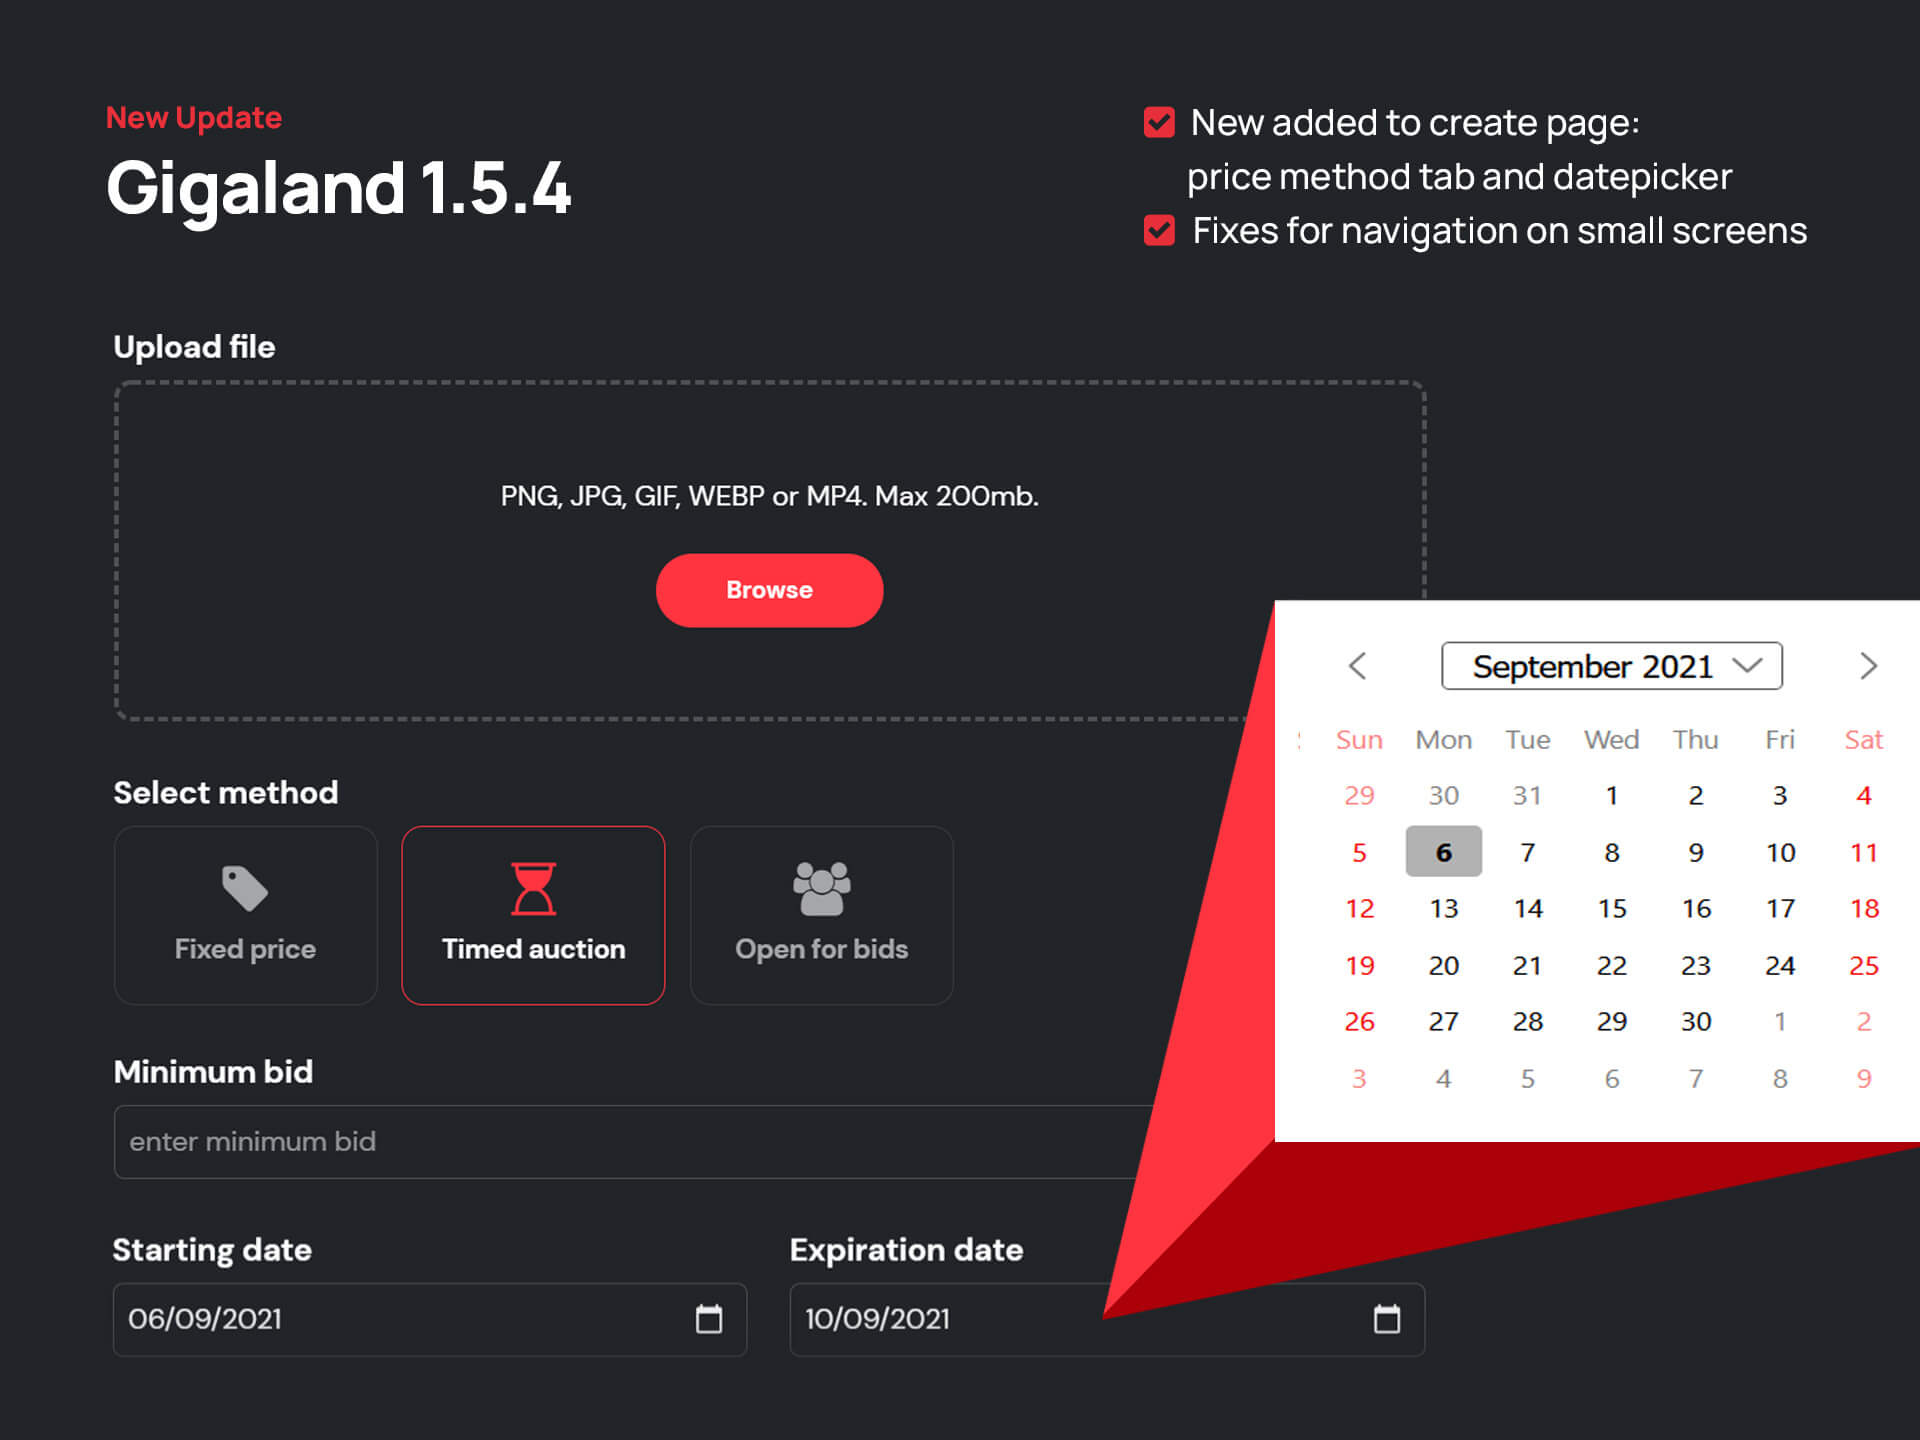 New Update
Gigaland 1.5.4
New added to create page:
price method tab and datepicker
Fixes for navigation on small screens
Upload file
PNG, JPG, GIF, WEBP or MP4. Max 200mb.
Browse
Select method
Fixed price
Timed auction
Open for bids
Minimum bid
enter minimum bid
Starting date
06/09/2021
Expiration date
10/09/2021
September 2021
Sun Mon Tue Wed Thu Fri Sat
29 30 31 1 2 3 4
5 6 7 8 9 10 11
12 13 14 15 16 17 18
19 20 21 22 23 24 25
26 27 28 29 30 1 2
3 4 5 6 7 8 9